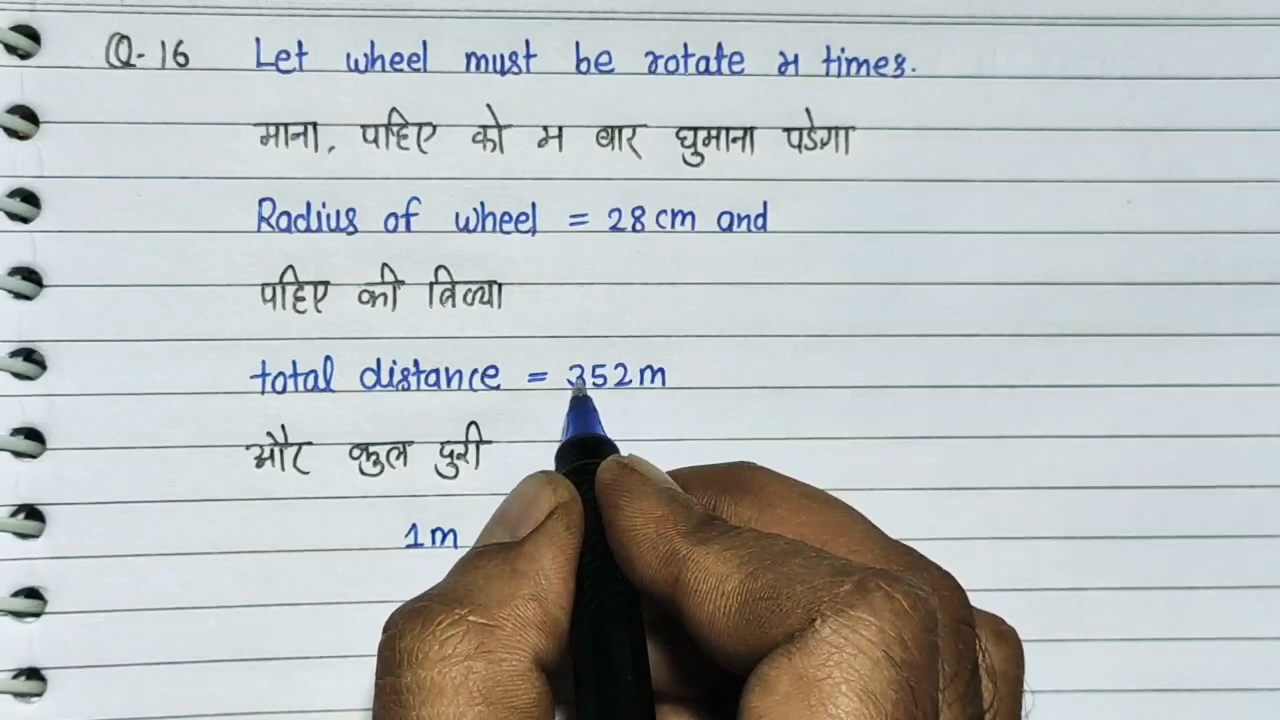 Q-16 Let wheel must be rotate n times.
माना, पहिए को n बार घुमाना पडेगा
Radius of wheel = 28 cm and
पहिए की त्रिज्या
total distance = 352 m
और कुल दुरी
1 m